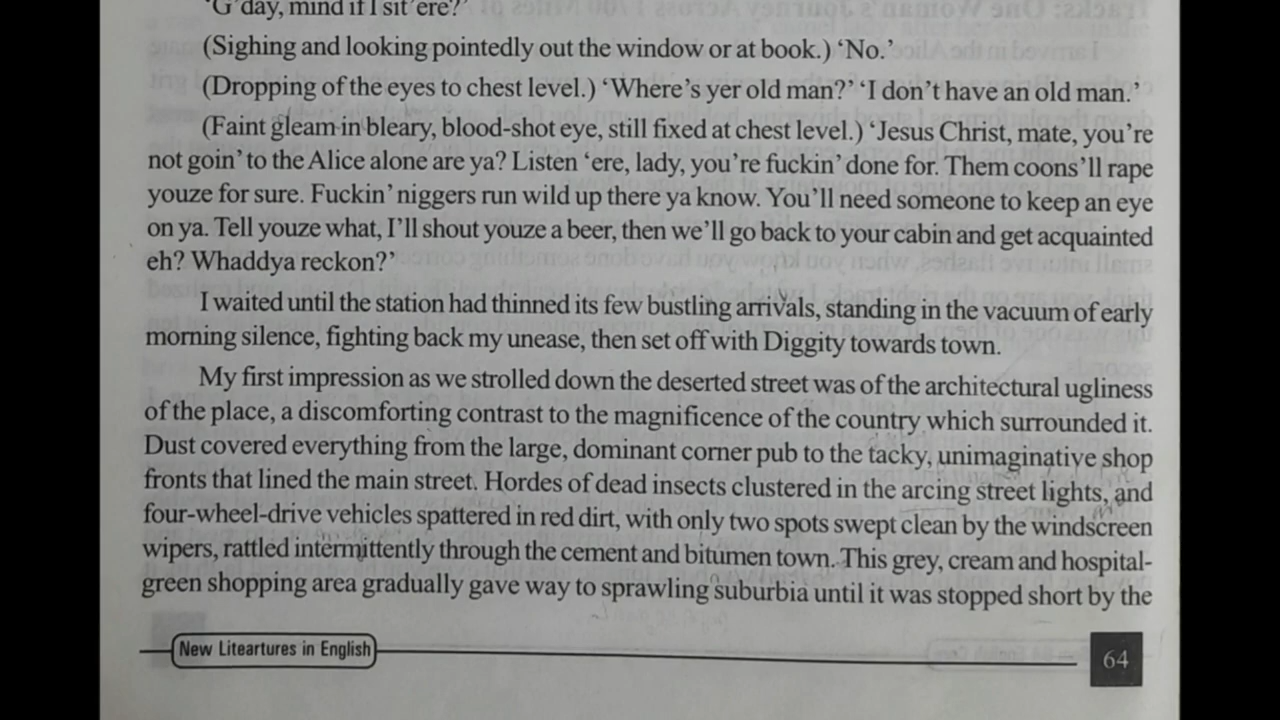 'G'day, mind if I sit 'ere?'
(Sighing and looking pointedly out the window or at book.) 'No.'
(Dropping of the eyes to chest level.) 'Where's yer old man?' 'I don't have an old man.'
(Faint gleam in bleary, blood-shot eye, still fixed at chest level.) 'Jesus Christ, mate, you're
not goin' to the Alice alone are ya? Listen 'ere, lady, you're fuckin' done for. Them coons'll rape
youze for sure. Fuckin' niggers run wild up there ya know. You'll need someone to keep an eye
on ya. Tell youze what, I'll shout youze a beer, then we'll go back to your cabin and get acquainted
eh? Whaddya reckon?'
I waited until the station had thinned its few bustling arrivals, standing in the vacuum of early
morning silence, fighting back my unease, then set off with Diggity towards town.
My first impression as we strolled down the deserted street was of the architectural ugliness
of the place, a discomforting contrast to the magnificence of the country which surrounded it.
Dust covered everything from the large, dominant corner pub to the tacky, unimaginative shop
fronts that lined the main street. Hordes of dead insects clustered in the arcing street lights, and
four-wheel-drive vehicles spattered in red dirt, with only two spots swept clean by the windscreen
wipers, rattled intermittently through the cement and bitumen town. This grey, cream and hospital-
green shopping area gradually gave way to sprawling suburbia until it was stopped short by the
New Liteartures in English
64